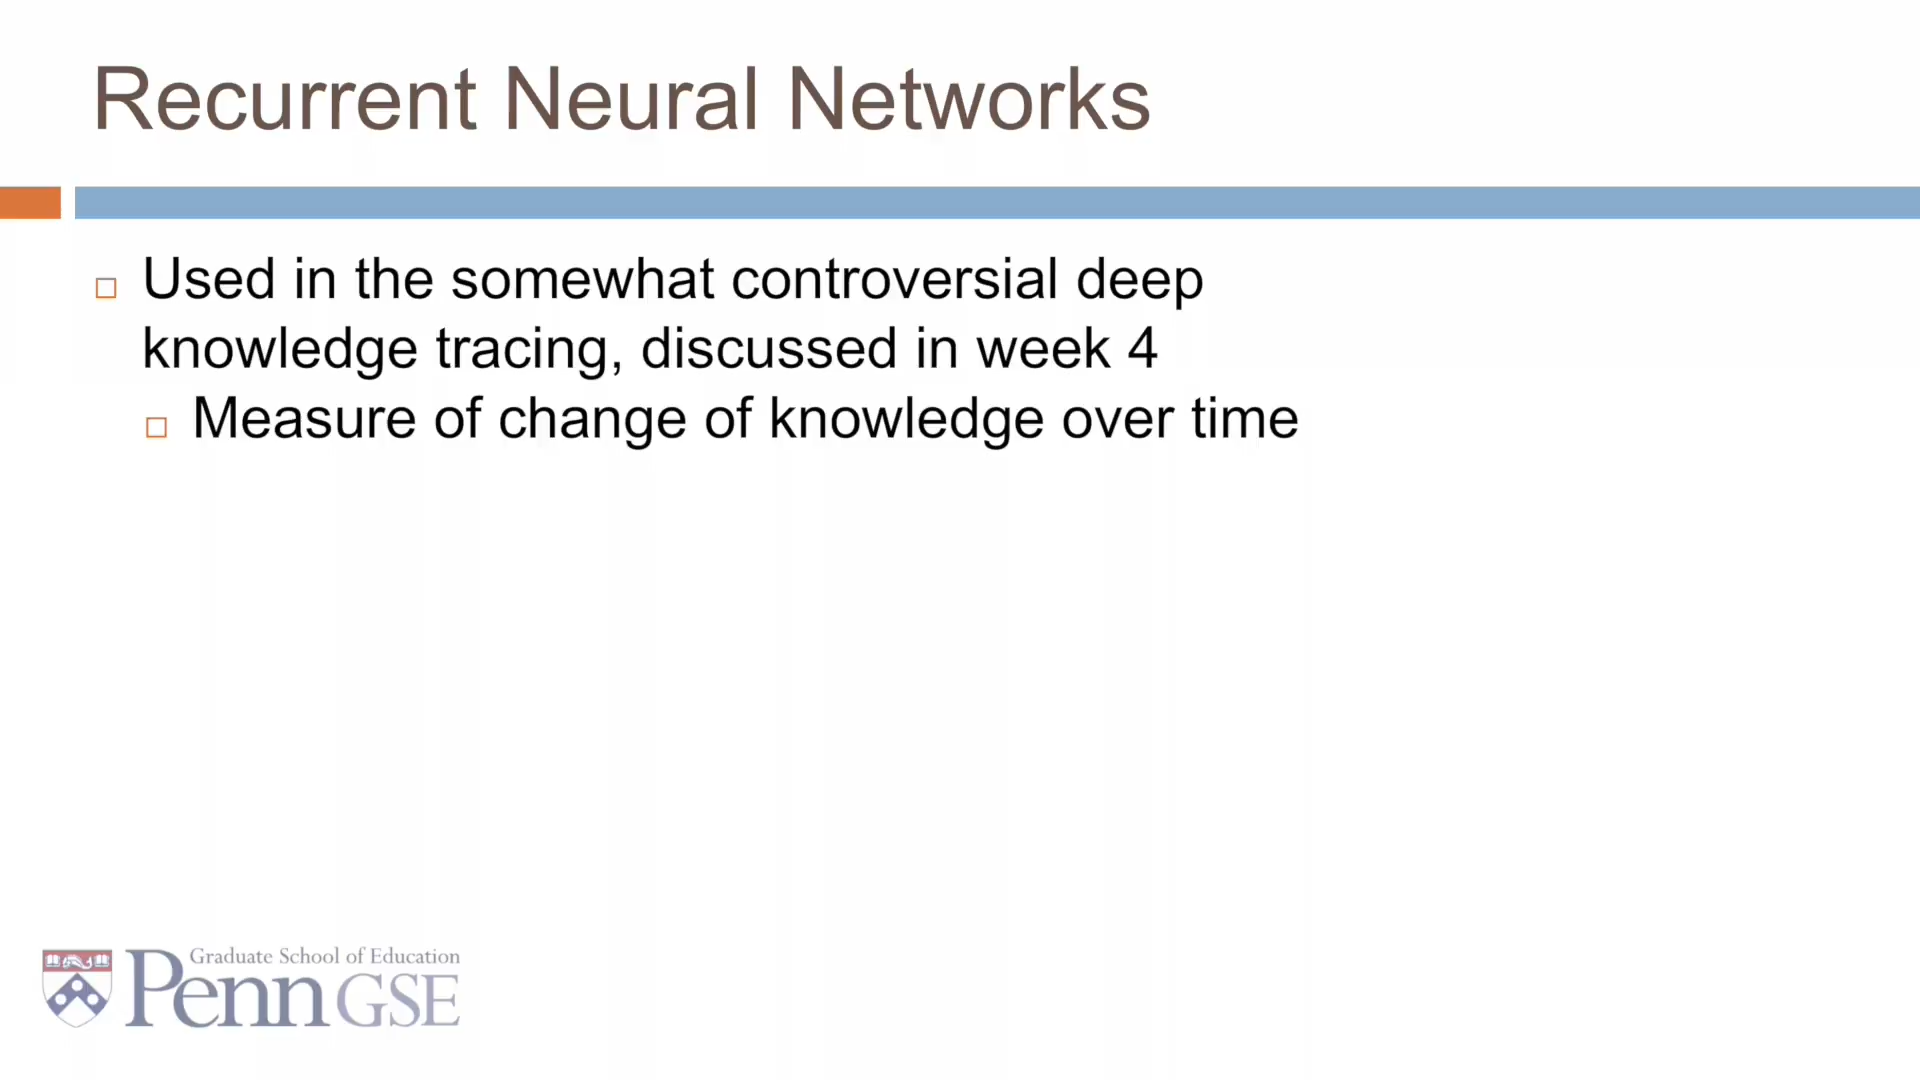 Recurrent Neural Networks
Used in the somewhat controversial deep
knowledge tracing, discussed in week 4
Measure of change of knowledge over time
Graduate School of Education
Penn GSE